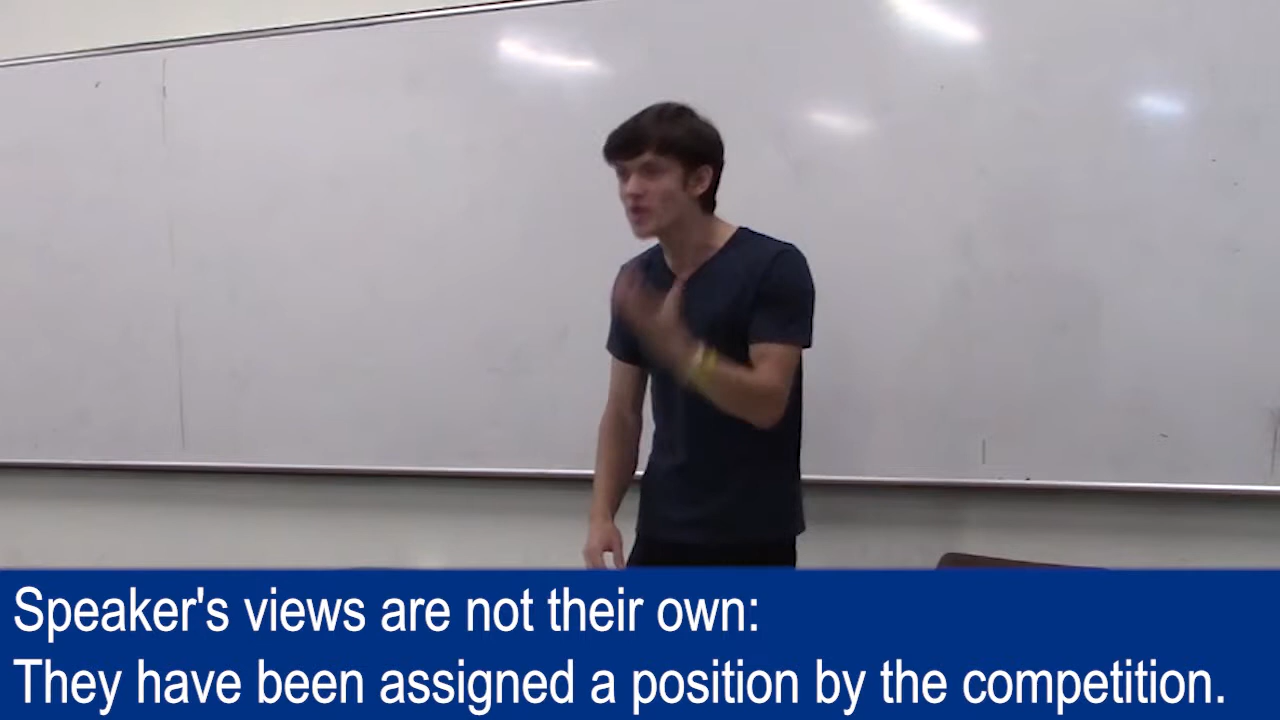 Speaker's views are not their own:
They have been assigned a position by the competition.